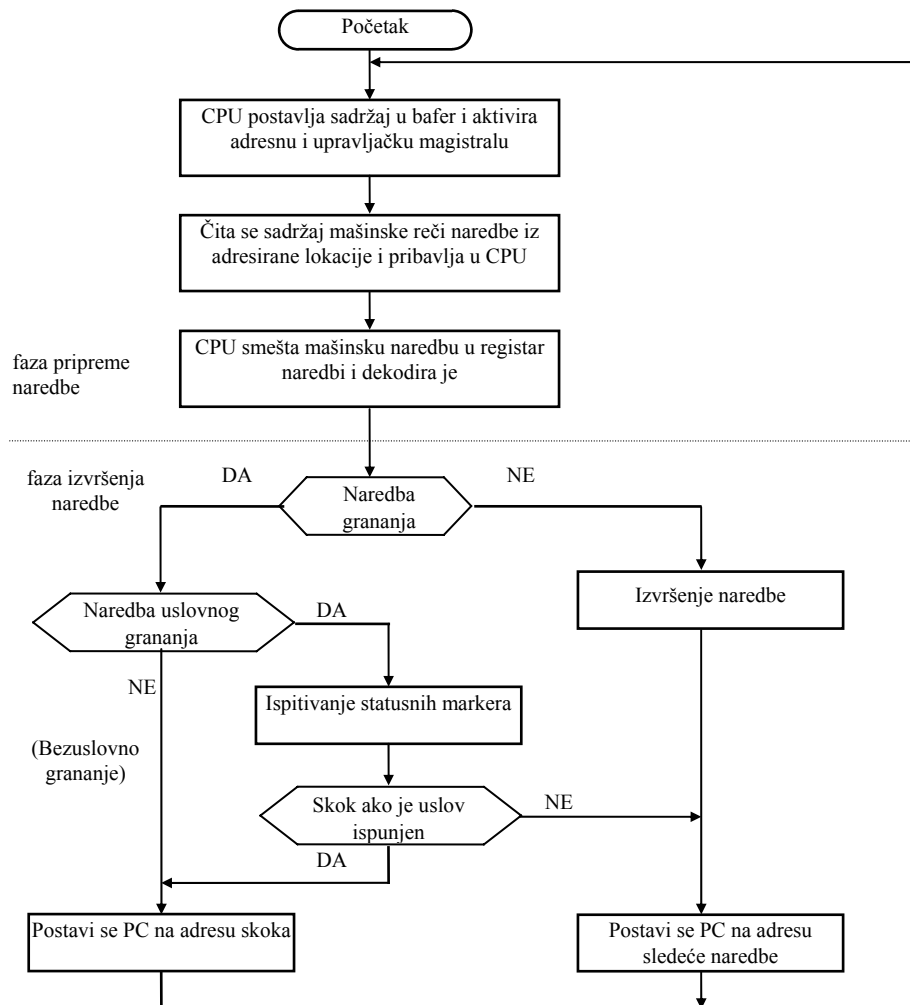 Početak
CPU postavlja sadržaj u bafer i aktivira
adresnu i upravljačku magistralu
Čita se sadržaj mašinske reči naredbe iz
adresirane lokacije i pribavlja u CPU
CPU smešta mašinsku naredbu u registar
naredbi i dekodira je
faza pripreme
naredbe
faza izvršenja
naredbe
DA
NE
Naredba
grananja
Naredba uslovnog
grananja
DA
Izvršenje naredbe
NE
Ispitivanje statusnih markera
(Bezuslovno
grananje)
Skok ako je uslov
ispunjen
NE
DA
Postavi se PC na adresu skoka
Postavi se PC na adresu
sledeće naredbe